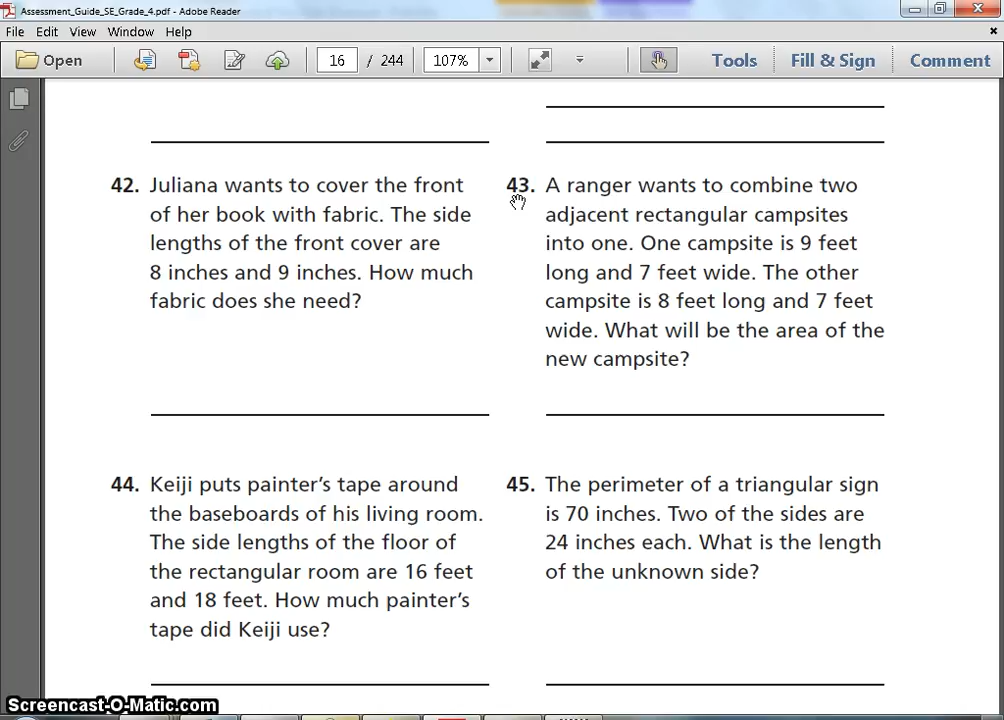 Assessment_Guide_SE_Grade_4.pdf - Adobe Reader
File Edit View Window Help
Open 16 / 244 107% Tools Fill & Sign Comment
42. Juliana wants to cover the front
of her book with fabric. The side
lengths of the front cover are
8 inches and 9 inches. How much
fabric does she need?
43. A ranger wants to combine two
adjacent rectangular campsites
into one. One campsite is 9 feet
long and 7 feet wide. The other
campsite is 8 feet long and 7 feet
wide. What will be the area of the
new campsite?
44. Keiji puts painter's tape around
the baseboards of his living room.
The side lengths of the floor of
the rectangular room are 16 feet
and 18 feet. How much painter's
tape did Keiji use?
45. The perimeter of a triangular sign
is 70 inches. Two of the sides are
24 inches each. What is the length
of the unknown side?
Screencast-O-Matic.com